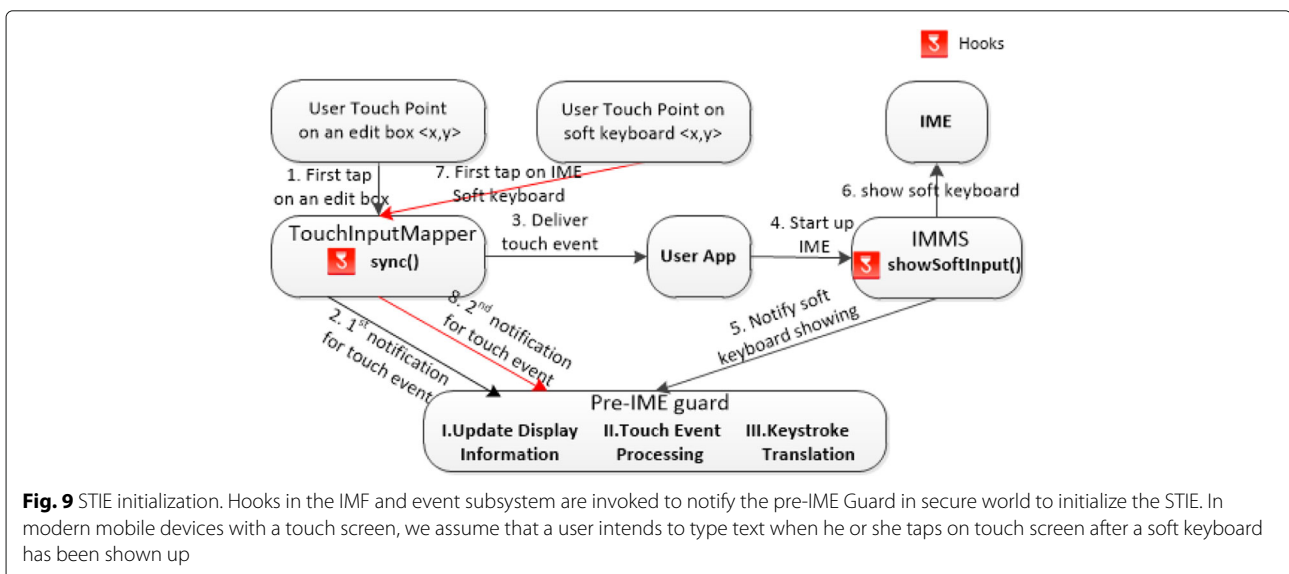 Hooks
User Touch Point
on an edit box <x,y>
User Touch Point on
soft keyboard <x,y>
IME
1. First tap
on an edit box
7. First tap on IME
Soft keyboard
6. show soft keyboard
TouchInputMapper
sync()
3. Deliver
touch event
User App
4. Start up
IME
IMMS
showSoftInput()
2. 1st notification
for touch event
8. 2nd notification
for touch event
5. Notify soft
keyboard showing
Pre-IME guard
I.Update Display
Information
II.Touch Event
Processing
III.Keystroke
Translation
Fig. 9 STIE initialization. Hooks in the IMF and event subsystem are invoked to notify the pre-IME Guard in secure world to initialize the STIE. In
modern mobile devices with a touch screen, we assume that a user intends to type text when he or she taps on touch screen after a soft keyboard
has been shown up